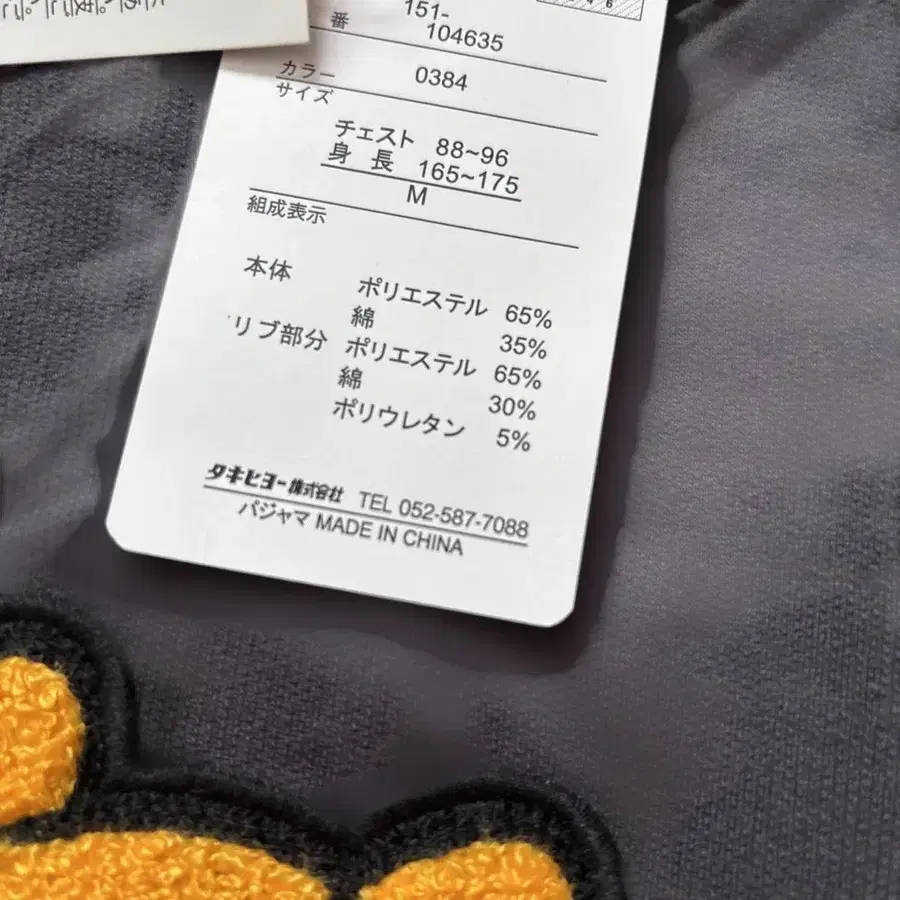 番 151-
104635
カラー 0384
サイズ
チェスト 88~96
身長 165~175
M
組成表示
本体 ポリエステル 65%
綿 35%
リブ部分 ポリエステル 65%
綿 30%
ポリウレタン 5%
タキヒヨー株式会社 TEL 052-587-7088
パジャマ MADE IN CHINA